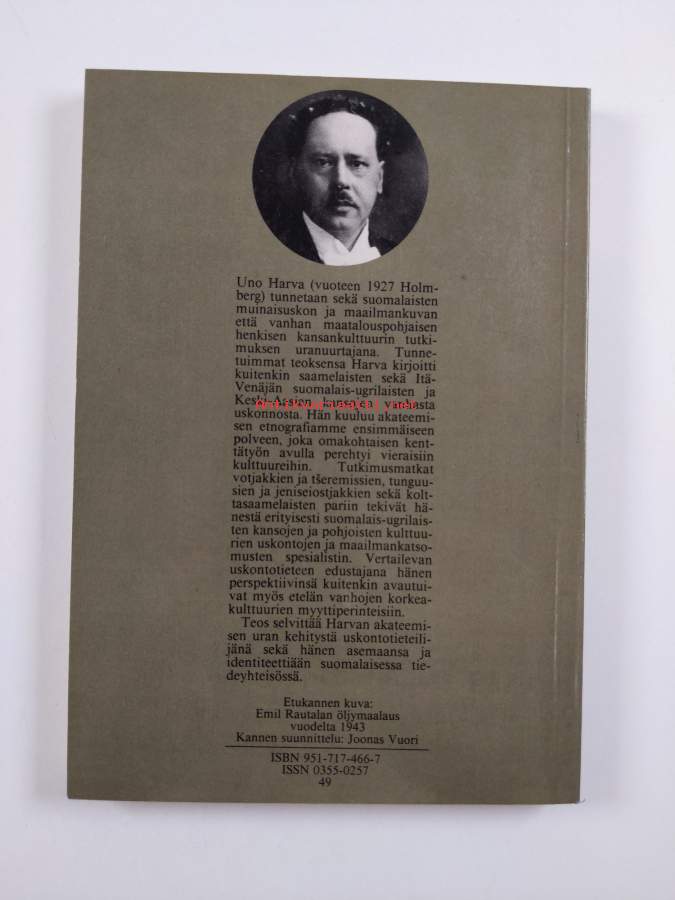 Uno Harva (vuoteen 1927 Holm-
berg) tunnetaan sekä suomalaisten
muinaisuskon ja maailmankuvan
että vanhan maatalouspohjaisen
henkisen kansankulttuurin tutki-
muksen uranuurtajana. Tunne-
tuimmat teoksensa Harva kirjoitti
kuitenkin saamelaisten sekä Itä-
Venäjän suomalais-ugrilaisten ja
Keski-Aasian kansojen vanhasta
uskonnosta. Hän kuuluu akateemi-
sen etnografiamme ensimmäiseen
polveen, joka omakohtaisen kent-
tätyön avulla perehtyi vieraisiin
kulttuureihin. Tutkimusmatkat
votjakkien ja tšeremissien, tunguu-
sien ja jeniseiostjakkien sekä kolt-
tasaamelaisten pariin tekivät hä-
nestä erityisesti suomalais-ugrilais-
ten kansojen ja pohjoisten kulttuu-
rien uskontojen ja maailmankatso-
musten spesialistin. Vertailevan
uskontotieteen edustajana hänen
perspektiivinsä kuitenkin avautui-
vat myös etelän vanhojen korkea-
kulttuurien myyttiperinteisiin.
Teos selvittää Harvan akateemi-
sen uran kehitystä uskontotieteili-
jänä sekä hänen asemaansa ja
identiteettiään suomalaisessa tie-
deyhteisössä.
Etukannen kuva:
Emil Rautalan öljymaalaus
vuodelta 1943
Kannen suunnittelu: Joonas Vuori
ISBN 951-717-466-7
ISSN 0355-0257
49